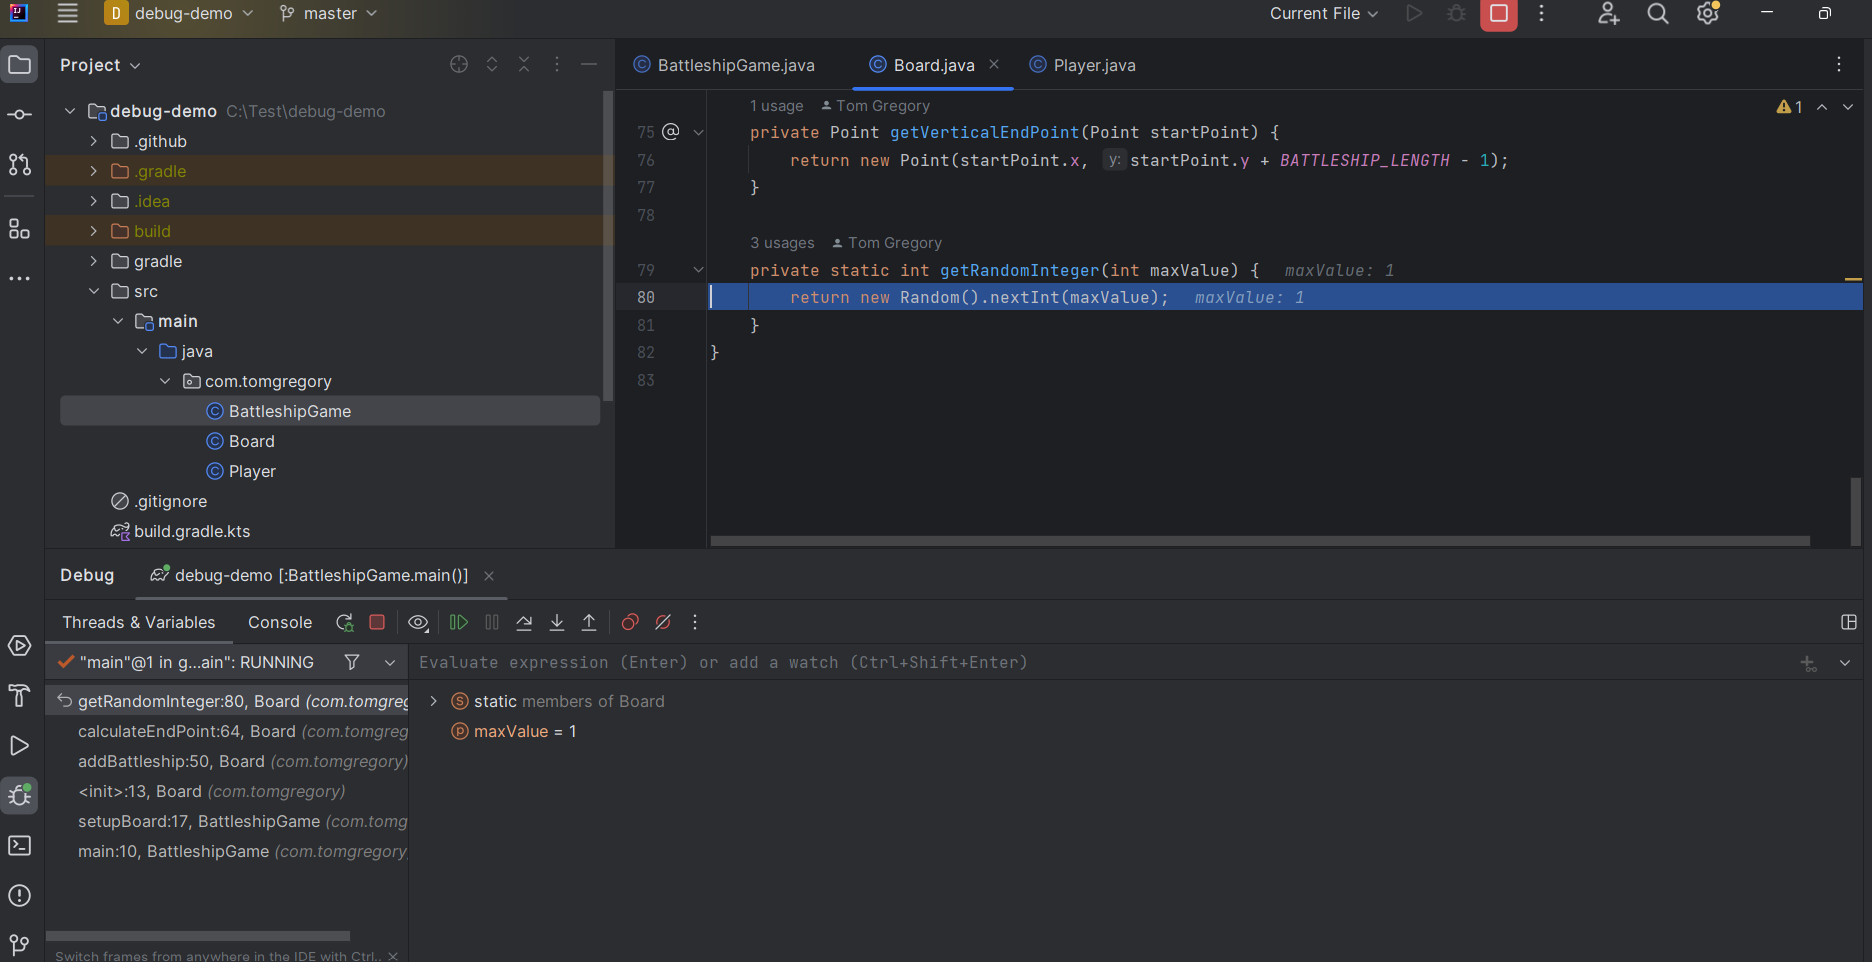 D debug-demo master Current File
Project
debug-demo C:\Test\debug-demo
.github
.gradle
.idea
build
gradle
src
main
java
com.tomgregory
BattleshipGame
Board
Player
.gitignore
build.gradle.kts
BattleshipGame.java Board.java Player.java
1 usage Tom Gregory
1
75 private Point getVerticalEndPoint(Point startPoint) {
76 return new Point(startPoint.x, y: startPoint.y + BATTLESHIP_LENGTH - 1);
77 }
78
3 usages Tom Gregory
79 private static int getRandomInteger(int maxValue) { maxValue: 1
80 return new Random().nextInt(maxValue); maxValue: 1
81 }
82 }
83
Debug debug-demo [:BattleshipGame.main()]
Threads & Variables Console
"main"@1 in g...ain": RUNNING
getRandomInteger:80, Board (com.tomgreg
calculateEndPoint:64, Board (com.tomgreg
addBattleship:50, Board (com.tomgregory)
<init>:13, Board (com.tomgregory)
setupBoard:17, BattleshipGame (com.tomg
main:10, BattleshipGame (com.tomgregory
Switch frames from anywhere in the IDE with Ctrl..
Evaluate expression (Enter) or add a watch (Ctrl+Shift+Enter)
static members of Board
maxValue = 1